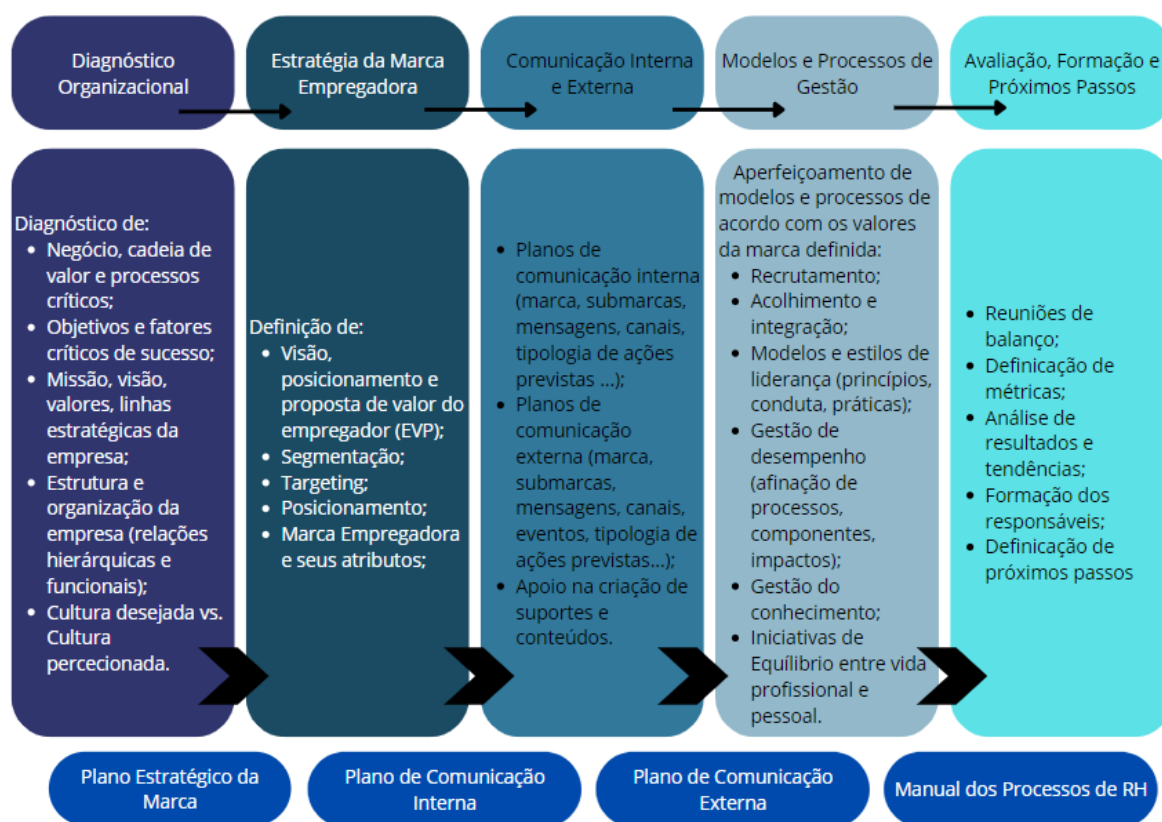 Diagnóstico
Organizacional
Estratégia da Marca
Empregadora
Comunicação Interna
e Externa
Modelos e Processos de
Gestão
Avaliação, Formação e
Próximos Passos
Diagnóstico de:
• Negócio, cadeia de
valor e processos
críticos;
• Objetivos e fatores
críticos de sucesso;
• Missão, visão,
valores, linhas
estratégicas da
empresa;
• Estrutura e
organização da
empresa (relações
hierárquicas e
funcionais);
• Cultura desejada vs.
Cultura
percecionada.
Definição de:
• Visão,
posicionamento e
proposta de valor do
empregador (EVP);
• Segmentação;
• Targeting;
• Posicionamento;
• Marca Empregadora
e seus atributos;
• Planos de
comunicação interna
(marca, submarcas,
mensagens, canais,
tipologia de ações
previstas ...);
• Planos de
comunicação
externa (marca,
submarcas,
mensagens, canais,
eventos, tipologia de
ações previstas...);
• Apoio na criação de
suportes e
conteúdos.
Aperfeiçoamento de
modelos e processos de
acordo com os valores
da marca definida:
• Recrutamento;
• Acolhimento e
integração;
• Modelos e estilos de
liderança (princípios,
conduta, práticas);
• Gestão de
desempenho
(afinação de
processos,
componentes,
impactos);
• Gestão do
conhecimento;
• Iniciativas de
Equílibrio entre vida
profissional e
pessoal.
• Reuniões de
balanço;
• Definicação de
métricas;
• Análise de
resultados e
tendências;
• Formação dos
responsáveis;
• Definicação de
próximos passos
Plano Estratégico da
Marca
Plano de Comunicação
Interna
Plano de Comunicação
Externa
Manual dos Processos de RH